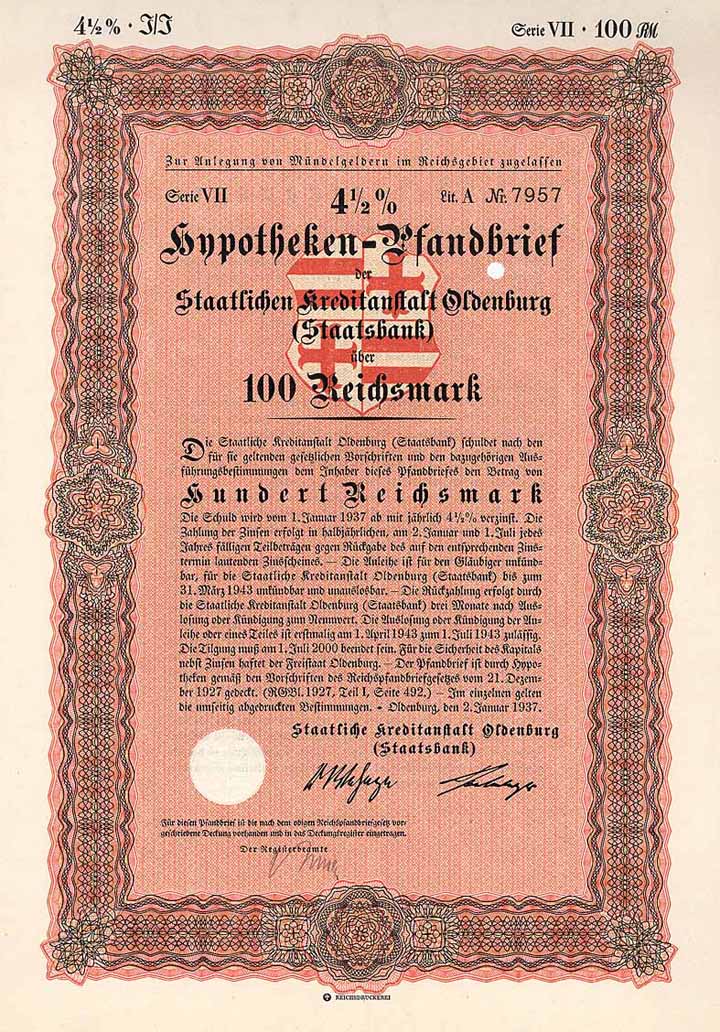 4½% · J/J
Serie VII · 100 RM
Zur Anlegung von Mündelgeldern im Reichsgebiet zugelassen
Serie VII
4½%
Lit. A Nr. 7957
Hypotheken-Pfandbrief
der
Staatlichen Kreditanstalt Oldenburg
(Staatsbank)
über
100 Reichsmark
Die Staatliche Kreditanstalt Oldenburg (Staatsbank) schuldet nach den
für sie geltenden gesetzlichen Vorschriften und den dazugehörigen Aus-
führungsbestimmungen dem Inhaber dieses Pfandbriefes den Betrag von
Hundert Reichsmark
Die Schuld wird vom 1. Januar 1937 ab mit jährlich 4½% verzinst. Die
Zahlung der Zinsen erfolgt in halbjährlichen, am 2. Januar und 1. Juli jedes
Jahres fälligen Teilbeträgen gegen Rückgabe des auf den entsprechenden Zins-
termin lautenden Zinsscheines. — Die Anleihe ist für den Gläubiger unkünd-
bar, für die Staatliche Kreditanstalt Oldenburg (Staatsbank) bis zum
31. März 1943 unkündbar und unauslosbar. — Die Rückzahlung erfolgt durch
die Staatliche Kreditanstalt Oldenburg (Staatsbank) drei Monate nach Aus-
losung oder Kündigung zum Nennwert. Die Auslosung oder Kündigung der An-
leihe oder eines Teiles ist erstmalig am 1. April 1943 zum 1. Juli 1943 zulässig.
Die Tilgung muß am 1. Juli 2000 beendet sein. Für die Sicherheit des Kapitals
nebst Zinsen haftet der Freistaat Oldenburg. — Der Pfandbrief ist durch Hypo-
theken gemäß den Vorschriften des Reichspfandbriefgesetzes vom 21. Dezem-
ber 1927 gedeckt. (RGBl. 1927, Teil I, Seite 492.) — Im einzelnen gelten
die umseitig abgedruckten Bestimmungen. - Oldenburg, den 2. Januar 1937.
Staatliche Kreditanstalt Oldenburg
(Staatsbank)
Für diesen Pfandbrief ist die nach dem obigen Reichspfandbriefgesetz vor-
geschriebene Deckung vorhanden und in das Deckungsregister eingetragen.
Der Registerbeamte
REICHSDRUCKEREI